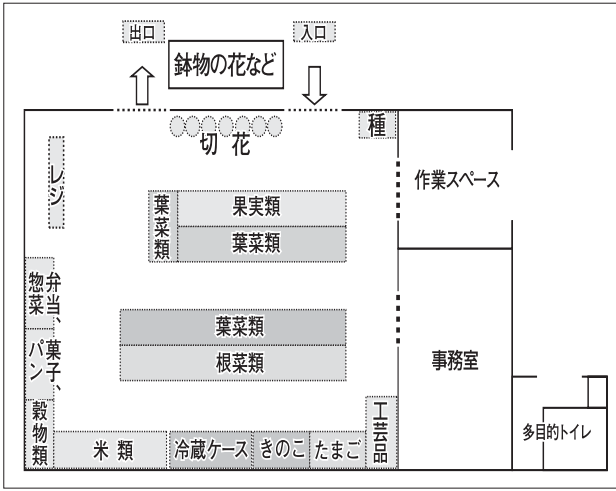 出口
入口
鉢物の花など
切花
種
レジ
作業スペース
葉菜類
果実類
葉菜類
弁当、惣菜
菓子、パン
葉菜類
根菜類
事務室
穀物類
米類
冷蔵ケース
きのこ
たまご
工芸品
多目的トイレ